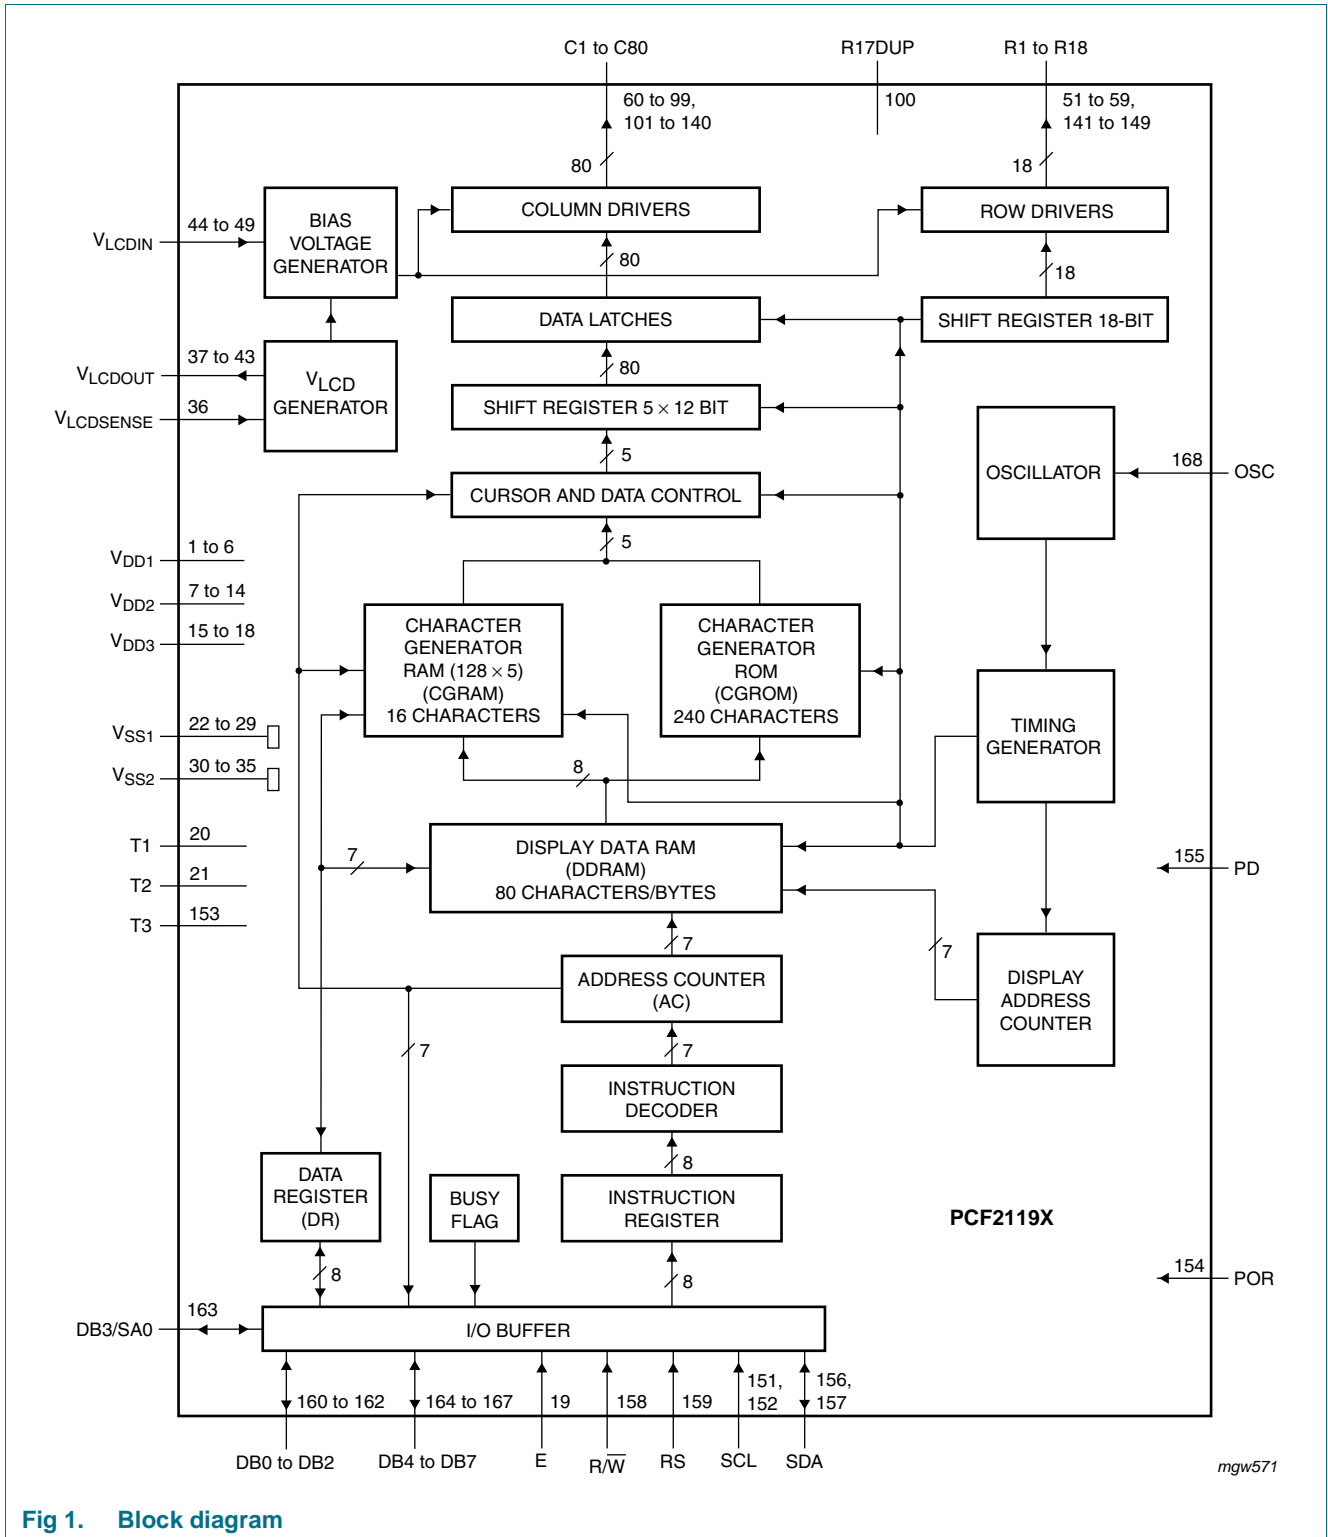 C1 to C80
R17DUP
R1 to R18
60 to 99,
101 to 140
100
51 to 59,
141 to 149
80
18
COLUMN DRIVERS
ROW DRIVERS
BIAS
VOLTAGE
GENERATOR
VLCDIN
44 to 49
80
18
DATA LATCHES
SHIFT REGISTER 18-BIT
VLCDOUT
37 to 43
VLCD
GENERATOR
VLCDSENSE
36
80
SHIFT REGISTER 5 × 12 BIT
5
OSCILLATOR
168
OSC
CURSOR AND DATA CONTROL
5
VDD1
1 to 6
VDD2
7 to 14
VDD3
15 to 18
CHARACTER
GENERATOR
RAM (128 × 5)
(CGRAM)
16 CHARACTERS
CHARACTER
GENERATOR
ROM
(CGROM)
240 CHARACTERS
TIMING
GENERATOR
VSS1
22 to 29
VSS2
30 to 35
8
T1
20
T2
21
T3
153
7
DISPLAY DATA RAM
(DDRAM)
80 CHARACTERS/BYTES
155
PD
7
7
ADDRESS COUNTER
(AC)
DISPLAY
ADDRESS
COUNTER
7
7
INSTRUCTION
DECODER
8
DATA
REGISTER
(DR)
BUSY
FLAG
INSTRUCTION
REGISTER
PCF2119X
8
8
154
POR
DB3/SA0
163
I/O BUFFER
160 to 162
164 to 167
19
158
159
151,
152
156,
157
DB0 to DB2
DB4 to DB7
E
R/W̅
RS
SCL
SDA
mgw571
Fig 1. Block diagram